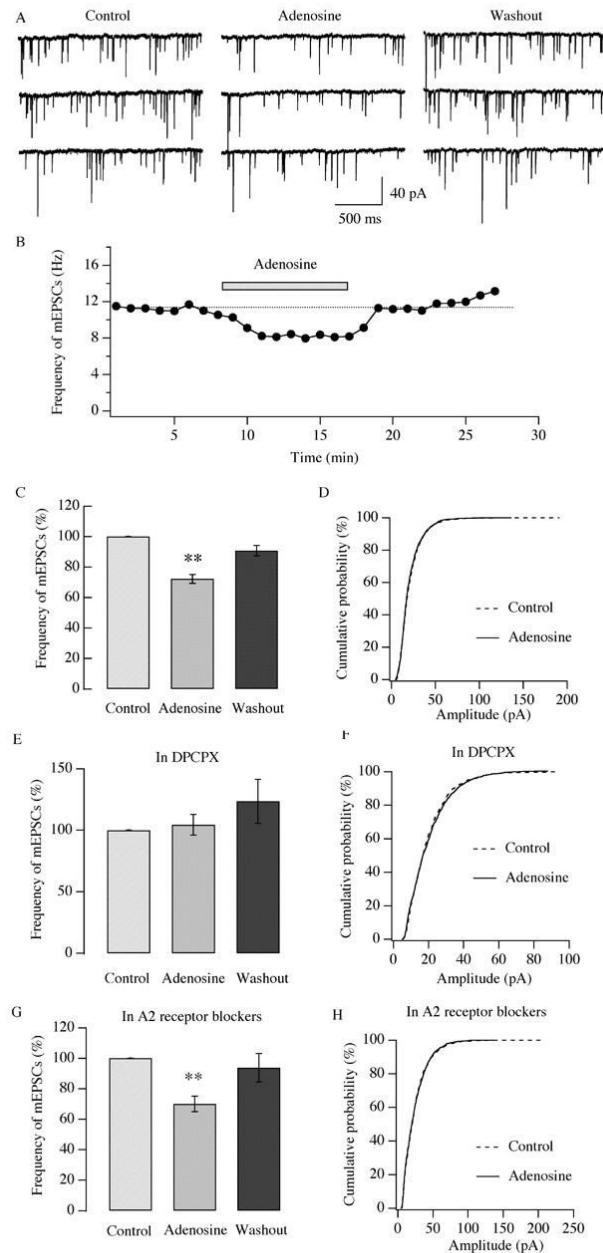 A
Control
Adenosine
Washout
40 pA
500 ms
B
Frequency of mEPSCs (Hz)
16
12
8
4
0
Adenosine
5
10
15
20
25
30
Time (min)
C
Frequency of mEPSCs (%)
120
100
80
60
40
20
0
**
Control Adenosine Washout
D
Cumulative probability (%)
100
80
60
40
20
0
Control
Adenosine
0 50 100 150 200
Amplitude (pA)
E
In DPCPX
Frequency of mEPSCs (%)
150
100
50
0
Control Adenosine Washout
F
In DPCPX
Cumulative probability (%)
100
80
60
40
20
0
Control
Adenosine
0 20 40 60 80 100
Amplitude (pA)
G
In A2 receptor blockers
Frequency of mEPSCs (%)
120
100
80
60
40
20
0
**
Control Adenosine Washout
H
In A2 receptor blockers
Cumulative probability (%)
100
80
60
40
20
0
Control
Adenosine
0 50 100 150 200 250
Amplitude (pA)